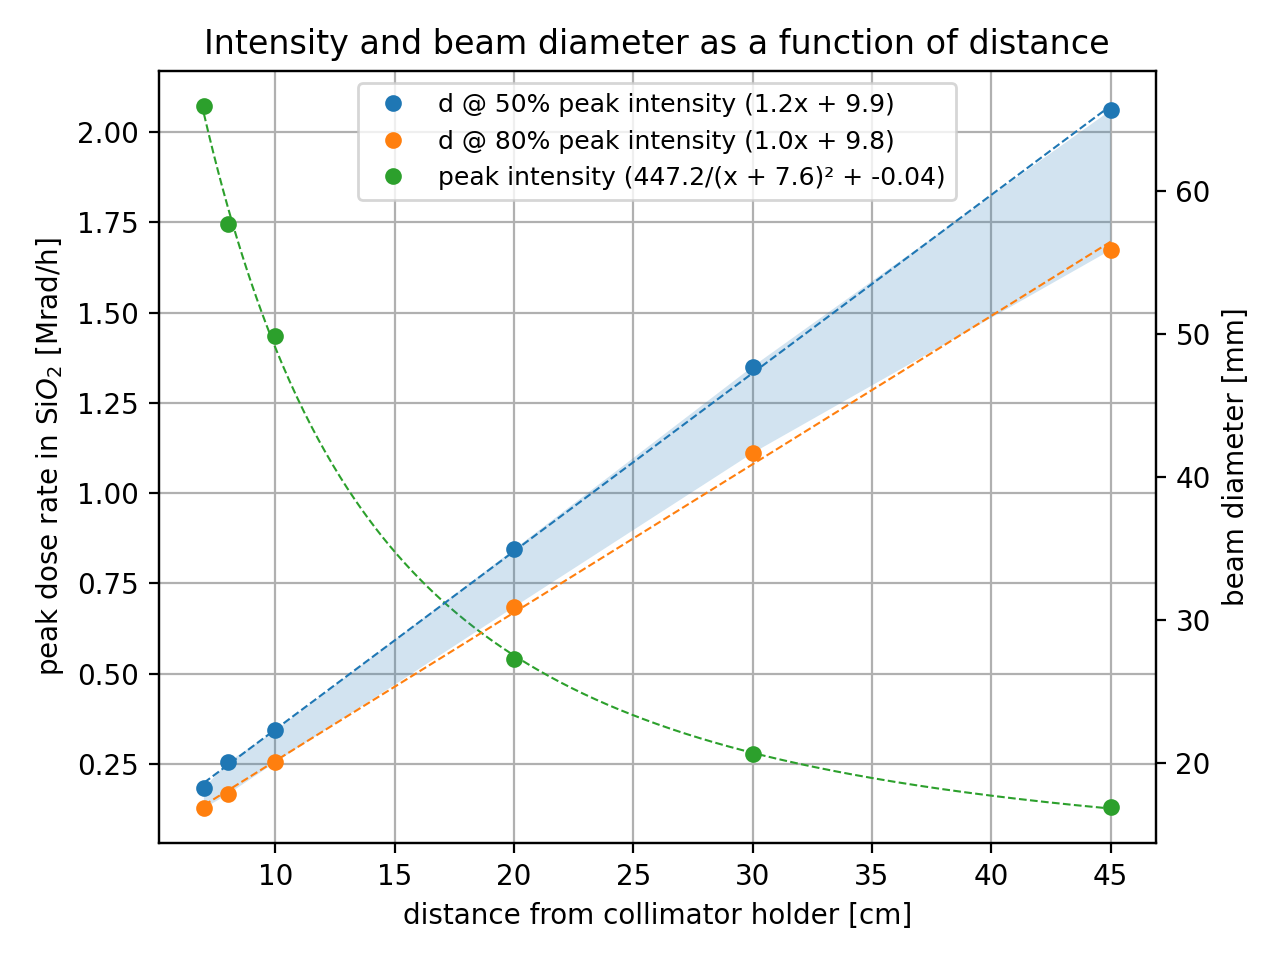 Intensity and beam diameter as a function of distance
d @ 50% peak intensity (1.2x + 9.9)
d @ 80% peak intensity (1.0x + 9.8)
peak intensity (447.2/(x + 7.6)² + -0.04)
peak dose rate in SiO₂ [Mrad/h]
2.00
1.75
1.50
1.25
1.00
0.75
0.50
0.25
60
50
40
30
20
beam diameter [mm]
10 15 20 25 30 35 40 45
distance from collimator holder [cm]